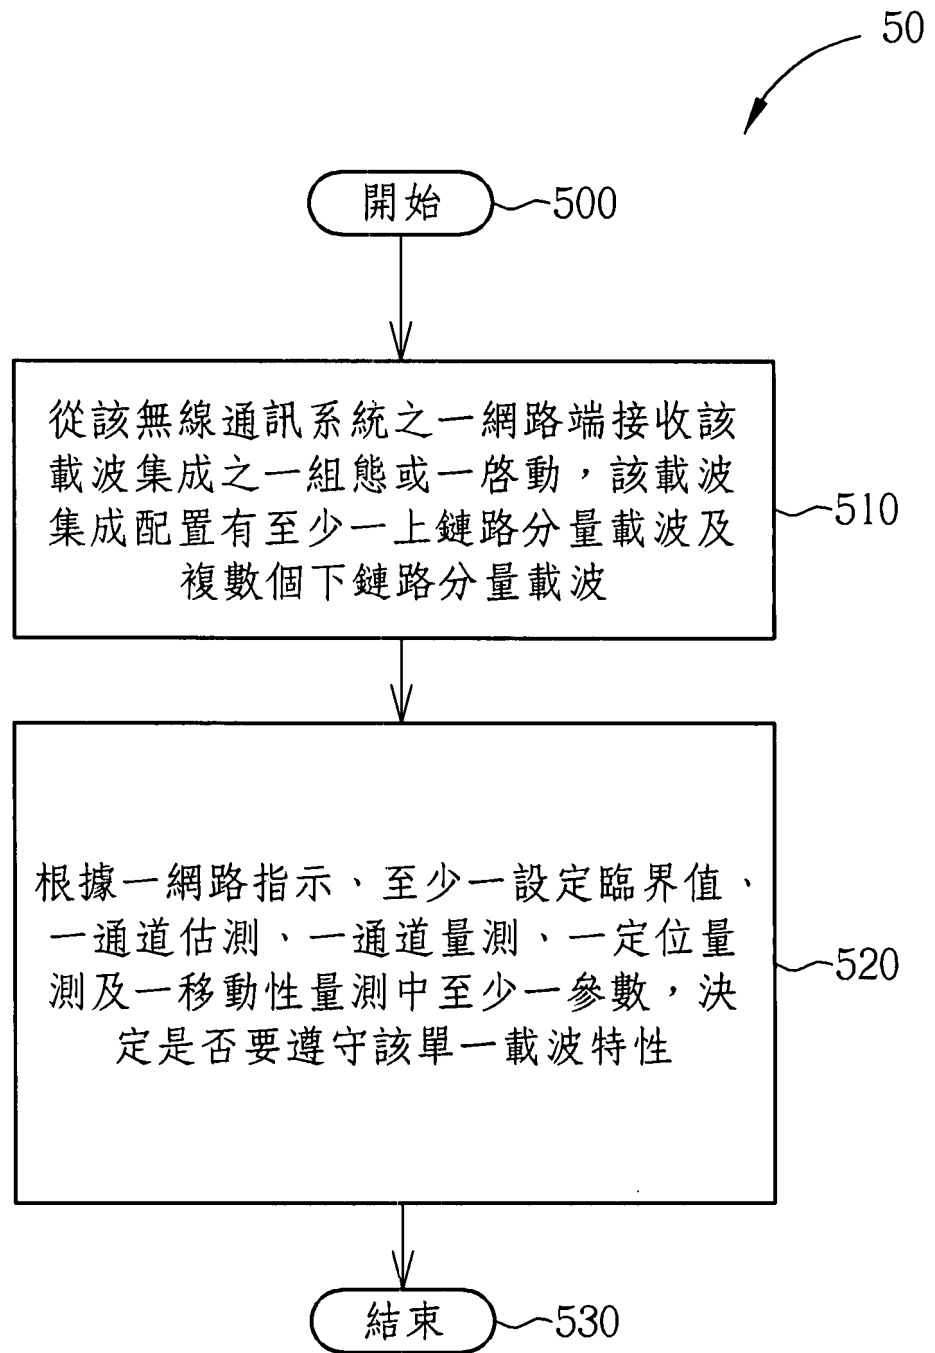 50
開始
500
從該無線通訊系統之一網路端接收該
載波集成之一組態或一啓動，該載波
集成配置有至少一上鏈路分量載波及
複數個下鏈路分量載波
510
根據一網路指示、至少一設定臨界值、
一通道估測、一通道量測、一定位量
測及一移動性量測中至少一參數，決
定是否要遵守該單一載波特性
520
結束
530